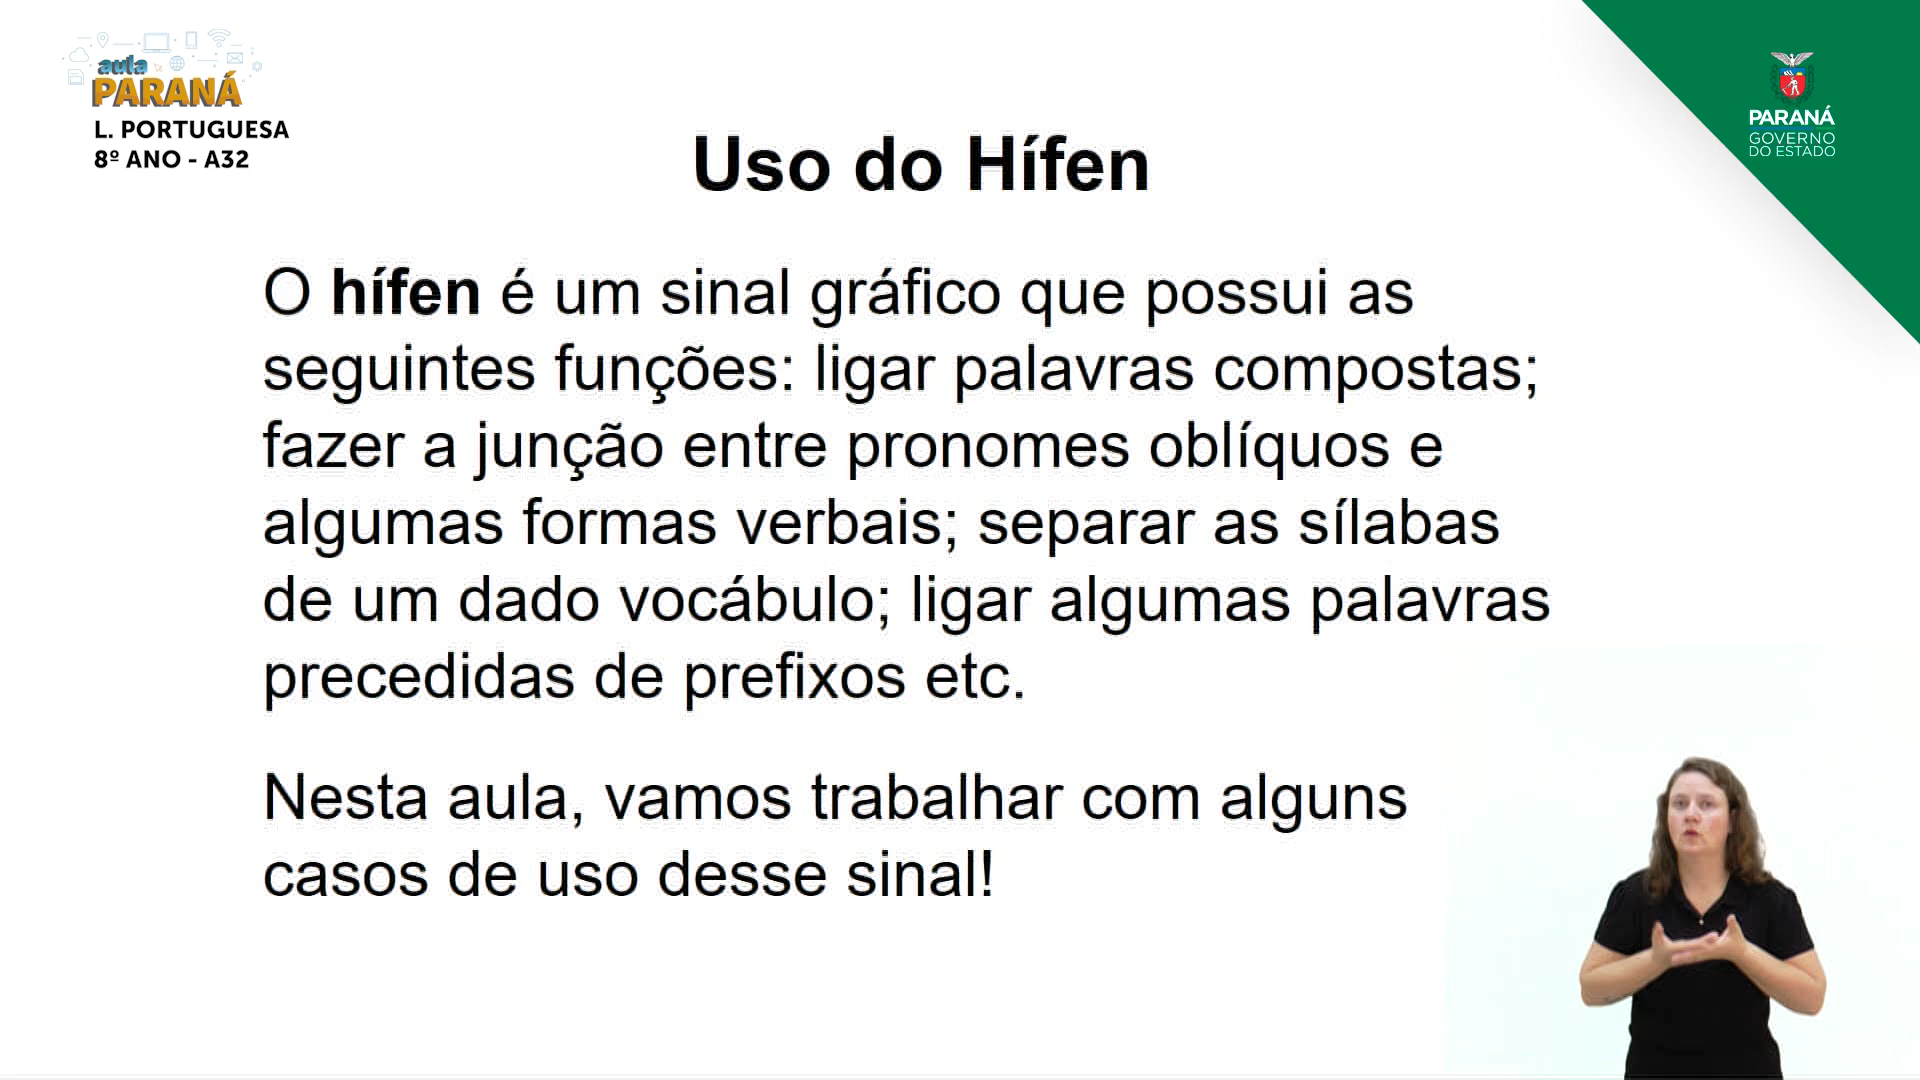 aula
PARANÁ
L. PORTUGUESA
8º ANO - A32
PARANÁ
GOVERNO
DO ESTADO
Uso do Hífen
O hífen é um sinal gráfico que possui as
seguintes funções: ligar palavras compostas;
fazer a junção entre pronomes oblíquos e
algumas formas verbais; separar as sílabas
de um dado vocábulo; ligar algumas palavras
precedidas de prefixos etc.
Nesta aula, vamos trabalhar com alguns
casos de uso desse sinal!